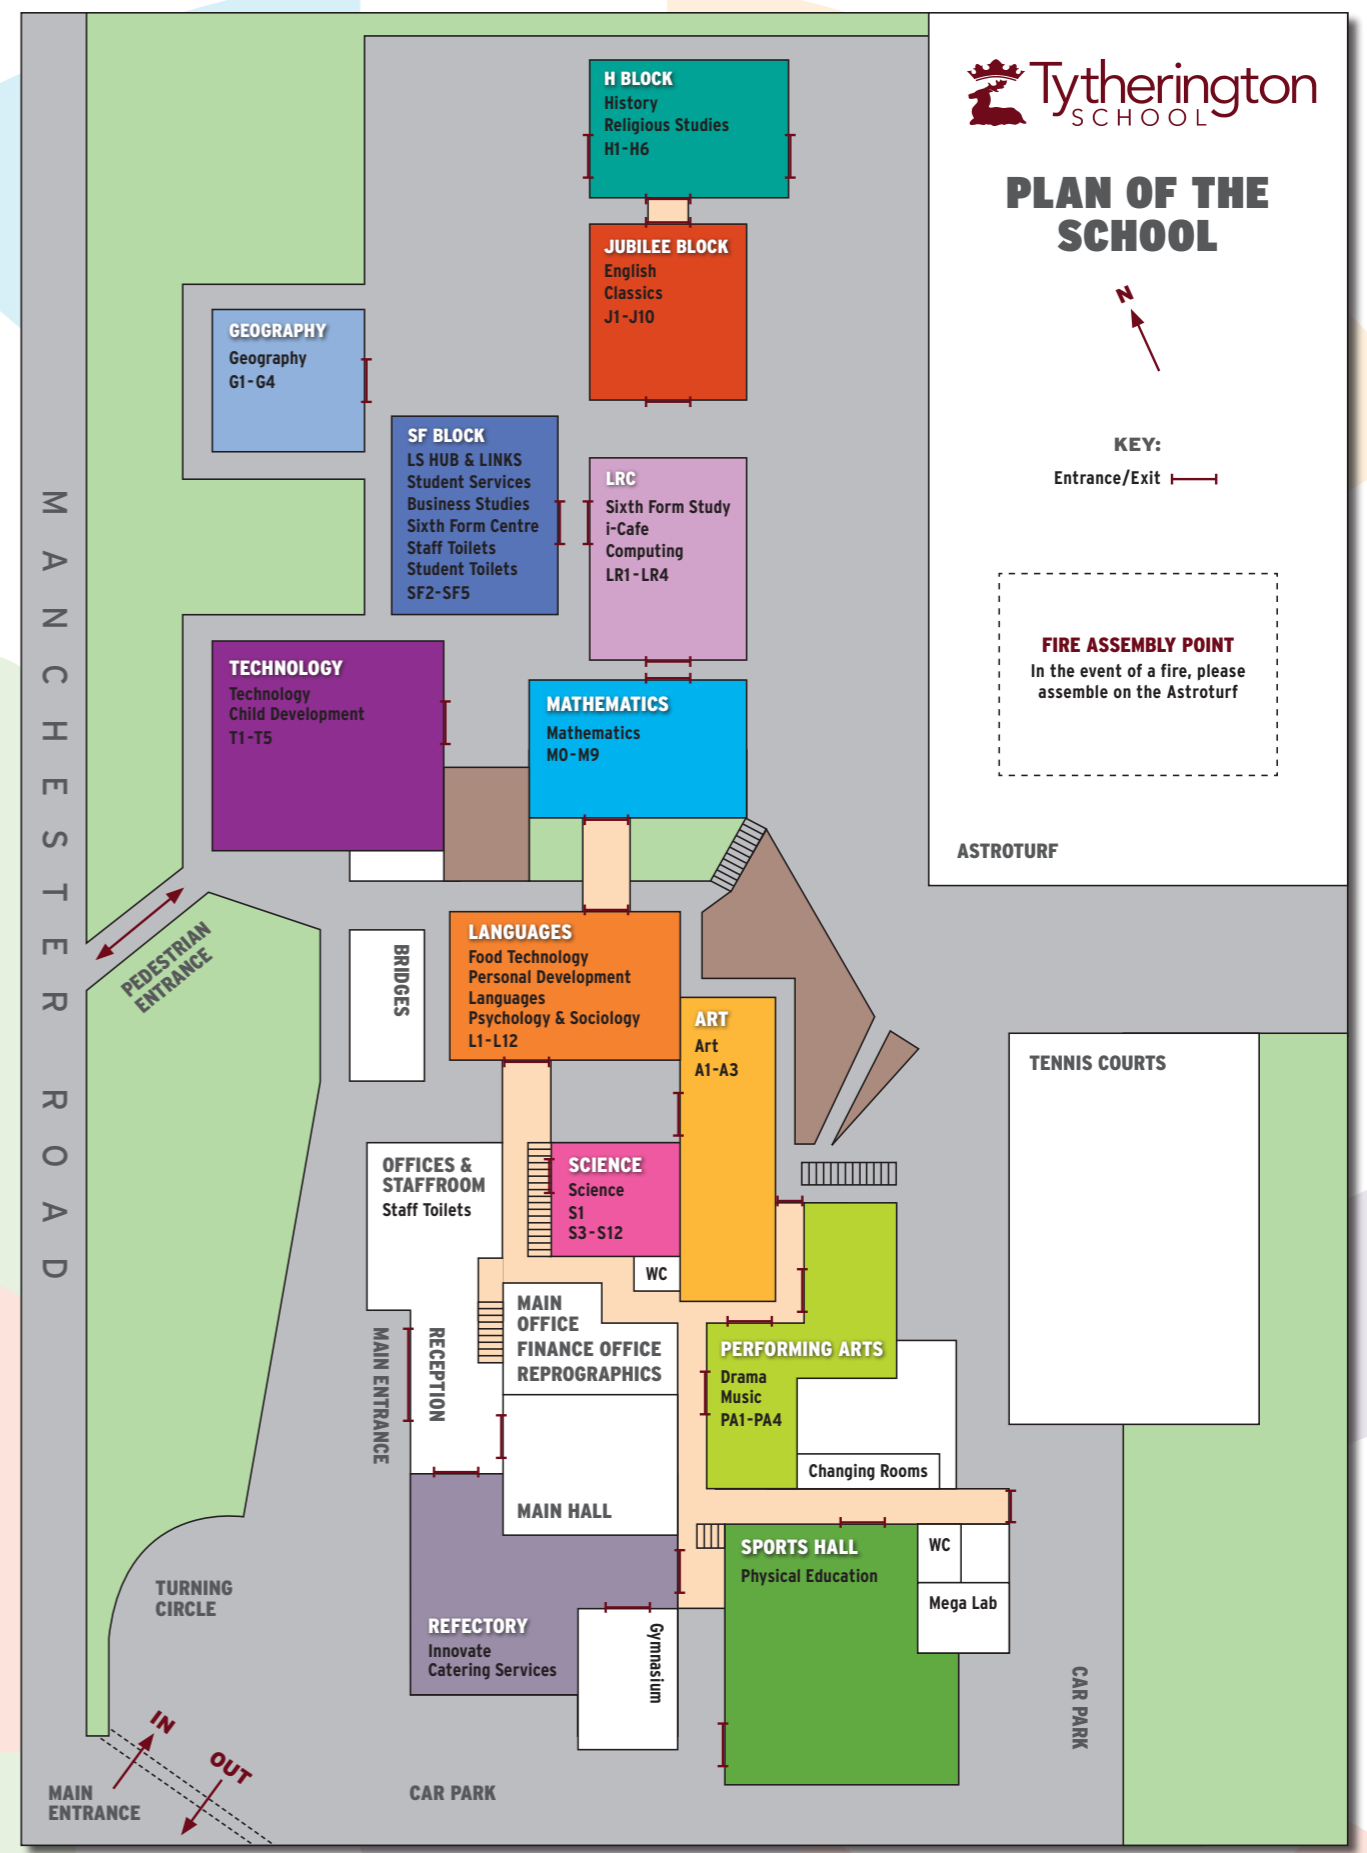 Tytherington
SCHOOL
PLAN OF THE
SCHOOL
N
KEY:
Entrance/Exit
FIRE ASSEMBLY POINT
In the event of a fire, please
assemble on the Astroturf
ASTROTURF
H BLOCK
History
Religious Studies
H1-H6
JUBILEE BLOCK
English
Classics
J1-J10
GEOGRAPHY
Geography
G1-G4
SF BLOCK
LS HUB & LINKS
Student Services
Business Studies
Sixth Form Centre
Staff Toilets
Student Toilets
SF2-SF5
LRC
Sixth Form Study
i-Cafe
Computing
LR1-LR4
TECHNOLOGY
Technology
Child Development
T1-T5
MATHEMATICS
Mathematics
M0-M9
MANCHESTER ROAD
PEDESTRIAN
ENTRANCE
BRIDGES
LANGUAGES
Food Technology
Personal Development
Languages
Psychology & Sociology
L1-L12
ART
Art
A1-A3
TENNIS COURTS
OFFICES &
STAFFROOM
Staff Toilets
SCIENCE
Science
S1
S3-S12
WC
MAIN
OFFICE
FINANCE OFFICE
REPROGRAPHICS
MAIN ENTRANCE
RECEPTION
PERFORMING ARTS
Drama
Music
PA1-PA4
Changing Rooms
MAIN HALL
SPORTS HALL
Physical Education
WC
Mega Lab
TURNING
CIRCLE
REFECTORY
Innovate
Catering Services
Gymnasium
CAR PARK
IN
OUT
MAIN
ENTRANCE
CAR PARK